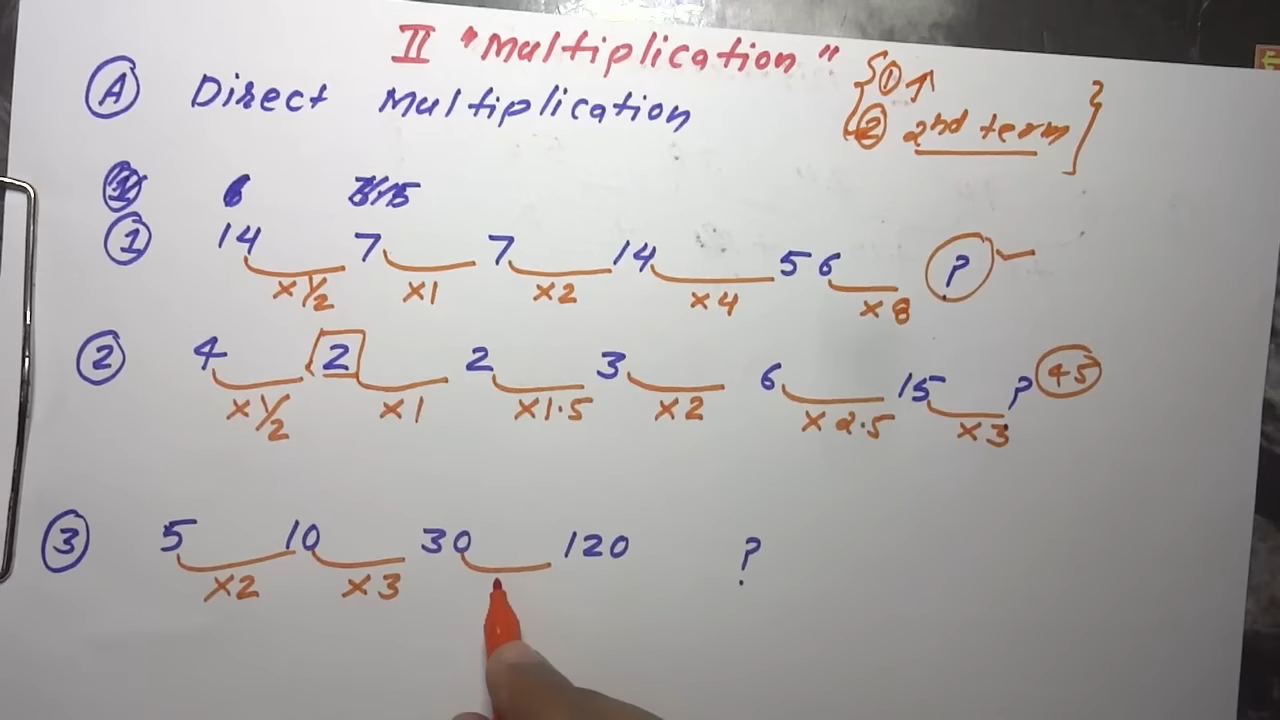 II "Multiplication"
{① ↑
② 2nd term}
Ⓐ Direct Multiplication
6
① 14 7 7 14 56 ?
×1/2 ×1 ×2 ×4 ×8
② 4 2 2 3 6 15 ? 45
×1/2 ×1 ×1.5 ×2 ×2.5 ×3
③ 5 10 30 120 ?
×2 ×3